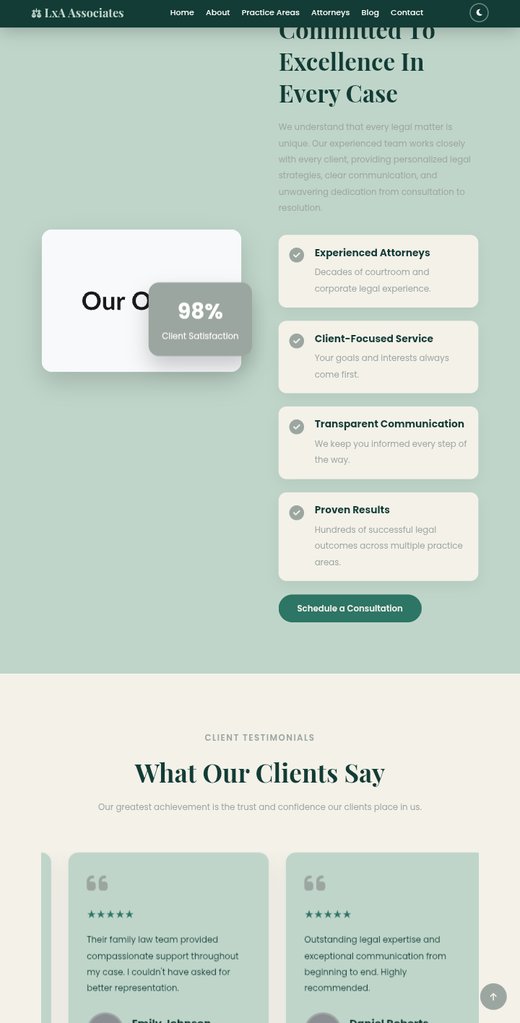 LxA Associates
Home About Practice Areas Attorneys Blog Contact
Committed To
Excellence In
Every Case
We understand that every legal matter is
unique. Our experienced team works closely
with every client, providing personalized legal
strategies, clear communication, and
unwavering dedication from consultation to
resolution.
Our O
98%
Client Satisfaction
Experienced Attorneys
Decades of courtroom and
corporate legal experience.
Client-Focused Service
Your goals and interests always
come first.
Transparent Communication
We keep you informed every step of
the way.
Proven Results
Hundreds of successful legal
outcomes across multiple practice
areas.
Schedule a Consultation
CLIENT TESTIMONIALS
What Our Clients Say
Our greatest achievement is the trust and confidence our clients place in us.
Their family law team provided
compassionate support throughout
my case. I couldn't have asked for
better representation.
Emily Johnson
Outstanding legal expertise and
exceptional communication from
beginning to end. Highly
recommended.
Daniel Roberts